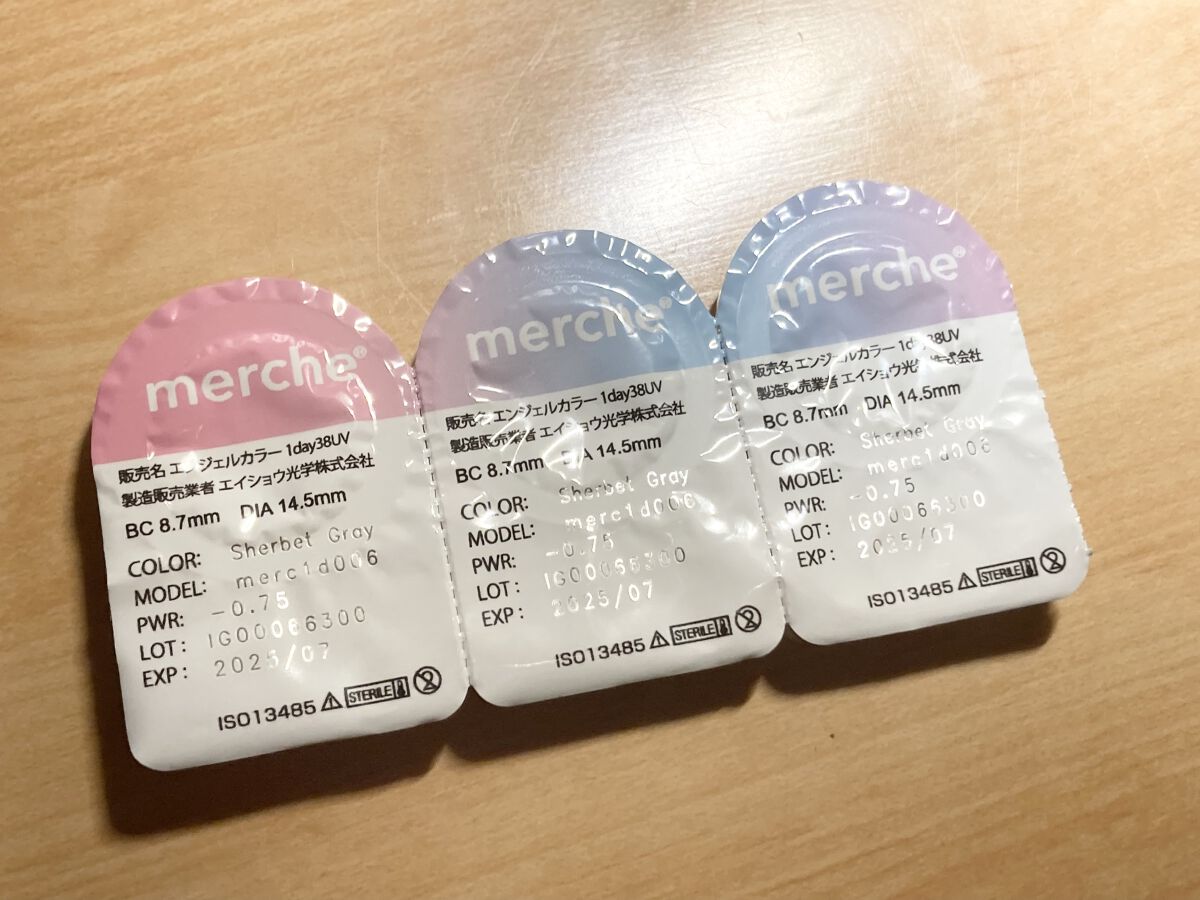 merche®
販売名 エンジェルカラー 1day38UV
製造販売業者 エイショウ光学株式会社
BC 8.7mm DIA 14.5mm
COLOR: Sherbet Gray
MODEL: merc1d006
PWR: -0.75
LOT: IG00066300
EXP: 2025/07
ISO13485 STERILE
merche®
販売名 エンジェルカラー 1day38UV
製造販売業者 エイショウ光学株式会社
BC 8.7mm DIA 14.5mm
COLOR: Sherbet Gray
MODEL: merc1d006
PWR: -0.75
LOT: IG00066300
EXP: 2025/07
ISO13485 STERILE 2
merche®
販売名 エンジェルカラー 1day38UV
製造販売業者 エイショウ光学株式会社
BC 8.7mm DIA 14.5mm
COLOR: Sherbet Gray
MODEL: merc1d006
PWR: -0.75
LOT: IG00066300
EXP: 2025/07
ISO13485 STERILE 2